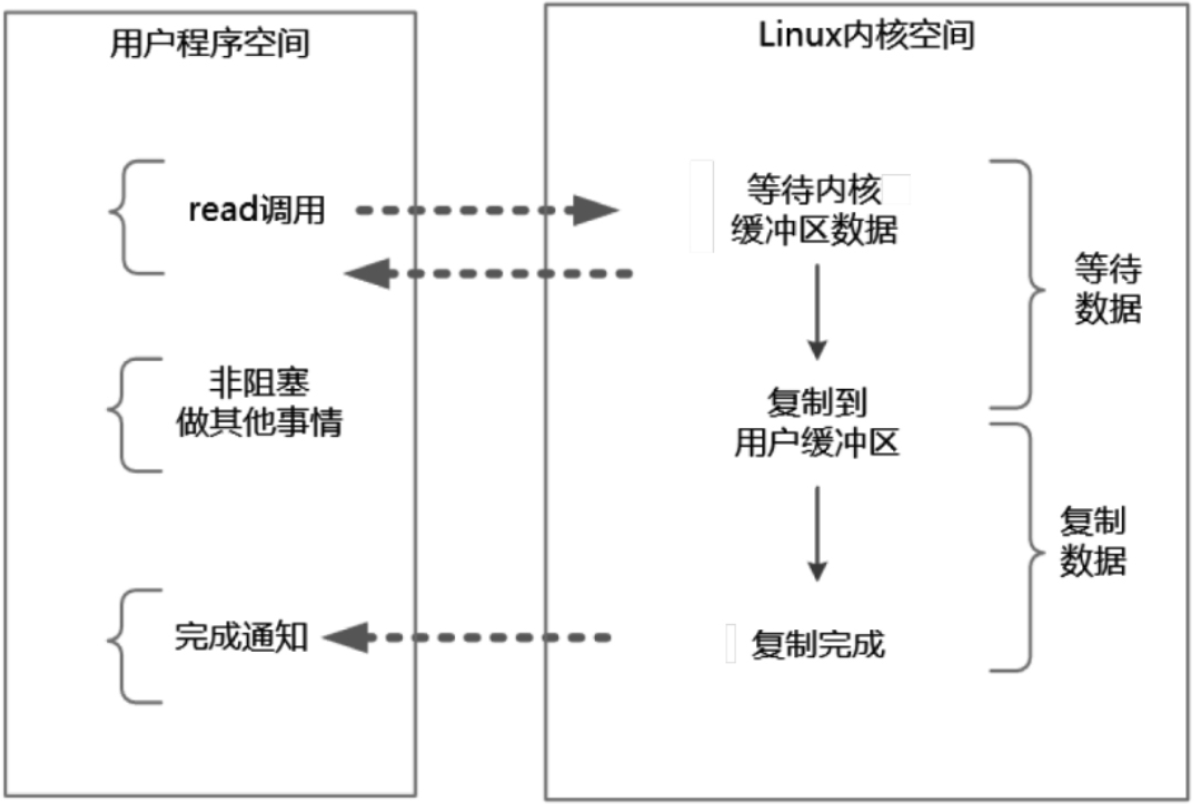 用户程序空间
Linux内核空间
read调用
等待内核
缓冲区数据
等待
数据
非阻塞
做其他事情
复制到
用户缓冲区
复制
数据
完成通知
复制完成